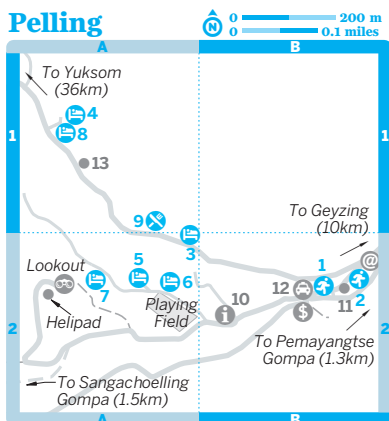 Pelling
N
0 200 m
0 0.1 miles
A B
To Yuksom
(36km)
4
8
1 1
13
9
To Geyzing
(10km)
3
@
Lookout
5
6
7
1
12
2
11
10
i
$
Playing
Field
2 2
Helipad
To Pemayangtse
Gompa (1.3km)
To Sangachoelling
Gompa (1.5km)
A B